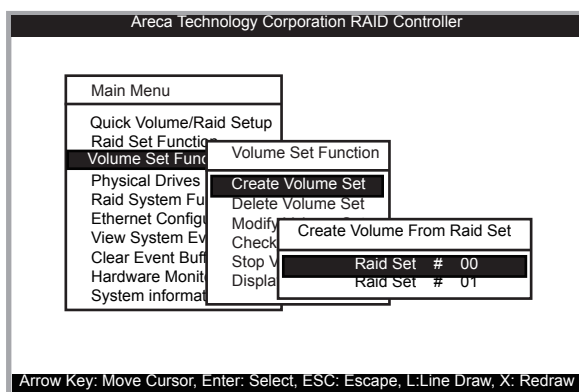 Areca Technology Corporation RAID Controller
Main Menu
Quick Volume/Raid Setup
Raid Set Function
Volume Set Func
Physical Drives
Raid System Fu
Ethernet Configu
View System Ev
Clear Event Buff
Hardware Monit
System informat
Volume Set Function
Create Volume Set
Delete Volume Set
Modify
Check
Stop V
Displa
Create Volume From Raid Set
Raid Set # 00
Raid Set # 01
Arrow Key: Move Cursor, Enter: Select, ESC: Escape, L:Line Draw, X: Redraw